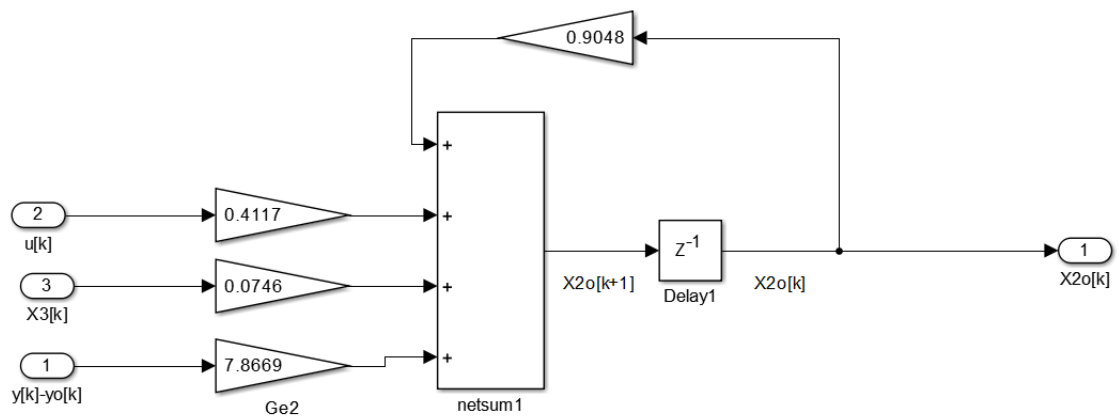 0.9048
+
2
0.4117
+
u[k]
Z-1
1
3
0.0746
+
X2o[k+1]
X2o[k]
X2o[k]
X3[k]
Delay1
1
7.8669
+
y[k]-yo[k]
Ge2
netsum1